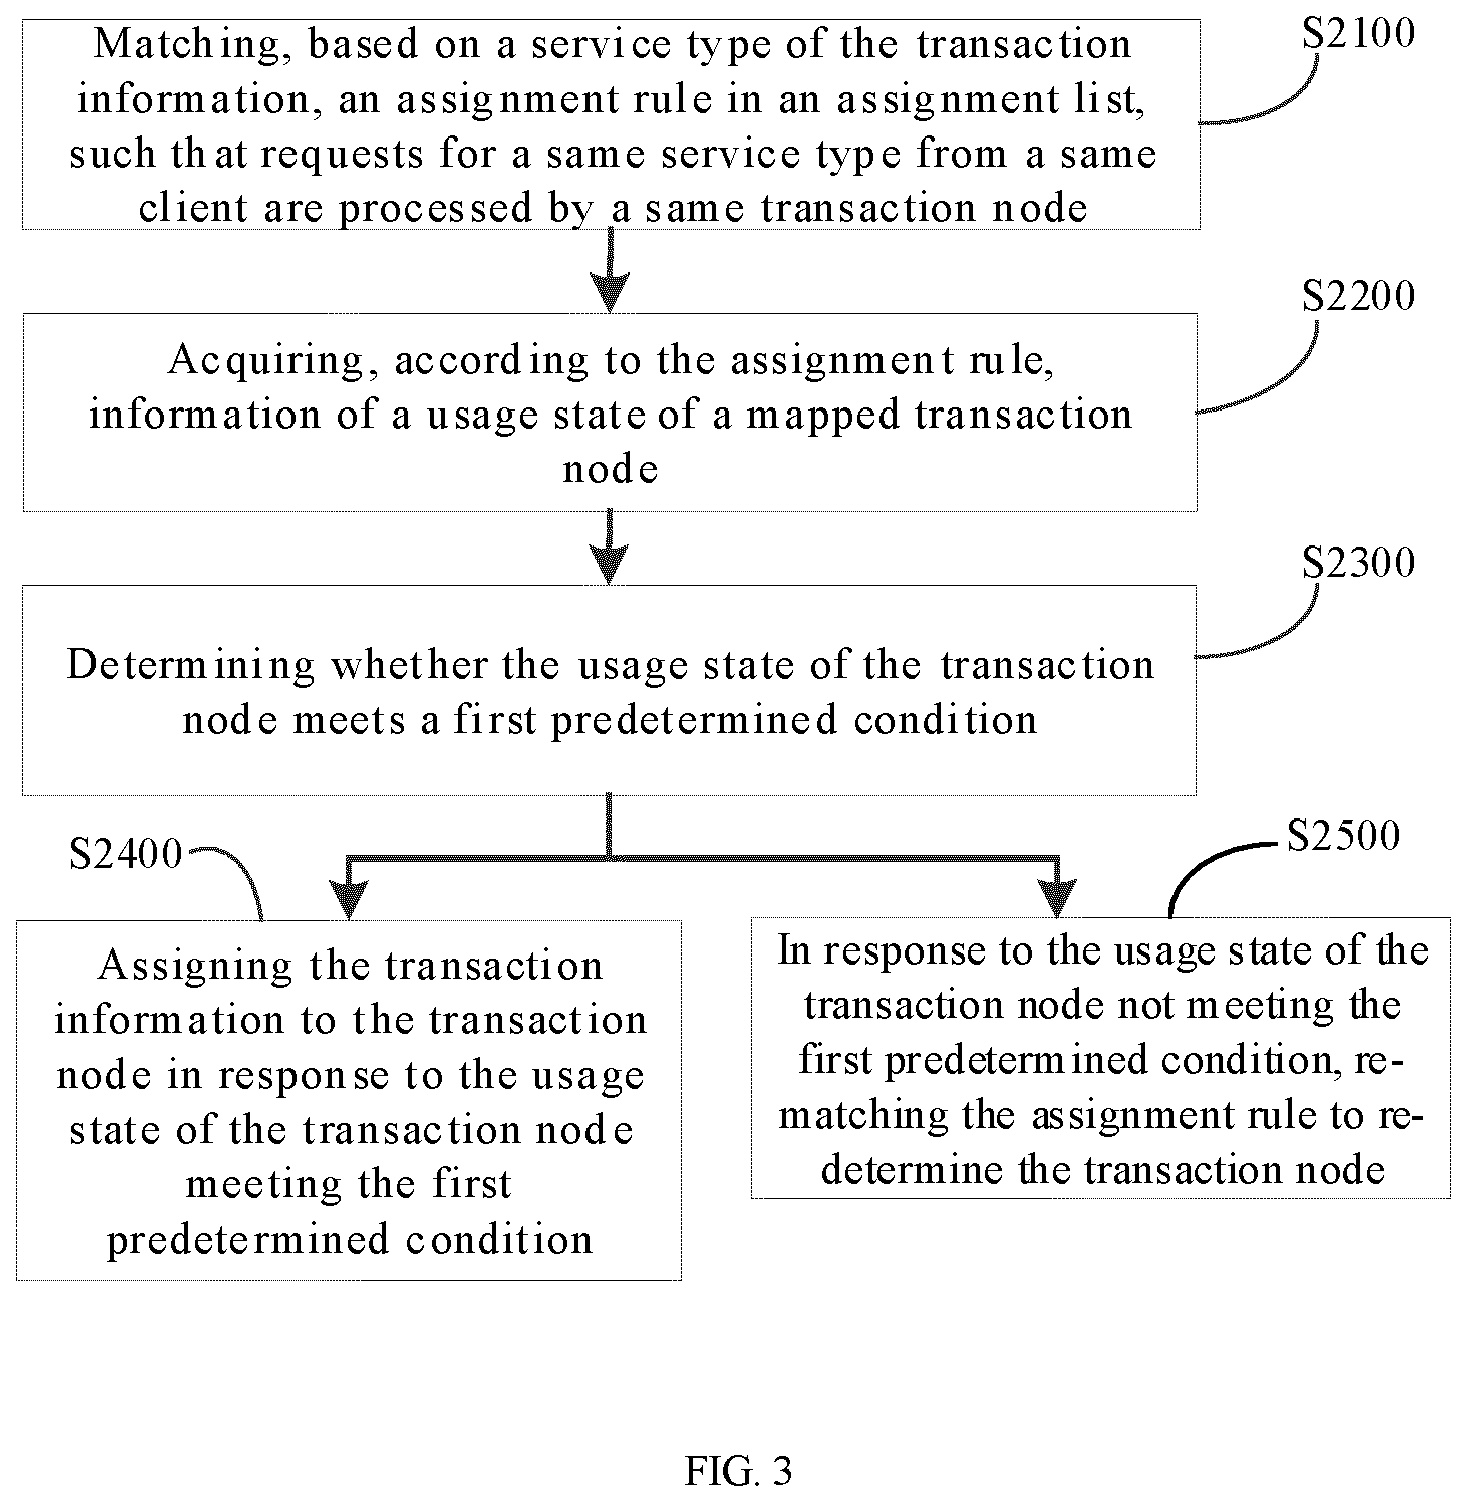 S2100
Matching, based on a service type of the transaction
information, an assignment rule in an assignment list,
such that requests for a same service type from a same
client are processed by a same transaction node
S2200
Acquiring, according to the assignment rule,
information of a usage state of a mapped transaction
node
S2300
Determining whether the usage state of the transaction
node meets a first predetermined condition
S2400
Assigning the transaction
information to the transaction
node in response to the usage
state of the transaction node
meeting the first
predetermined condition
S2500
In response to the usage state of the
transaction node not meeting the
first predetermined condition, re-
matching the assignment rule to re-
determine the transaction node
FIG. 3